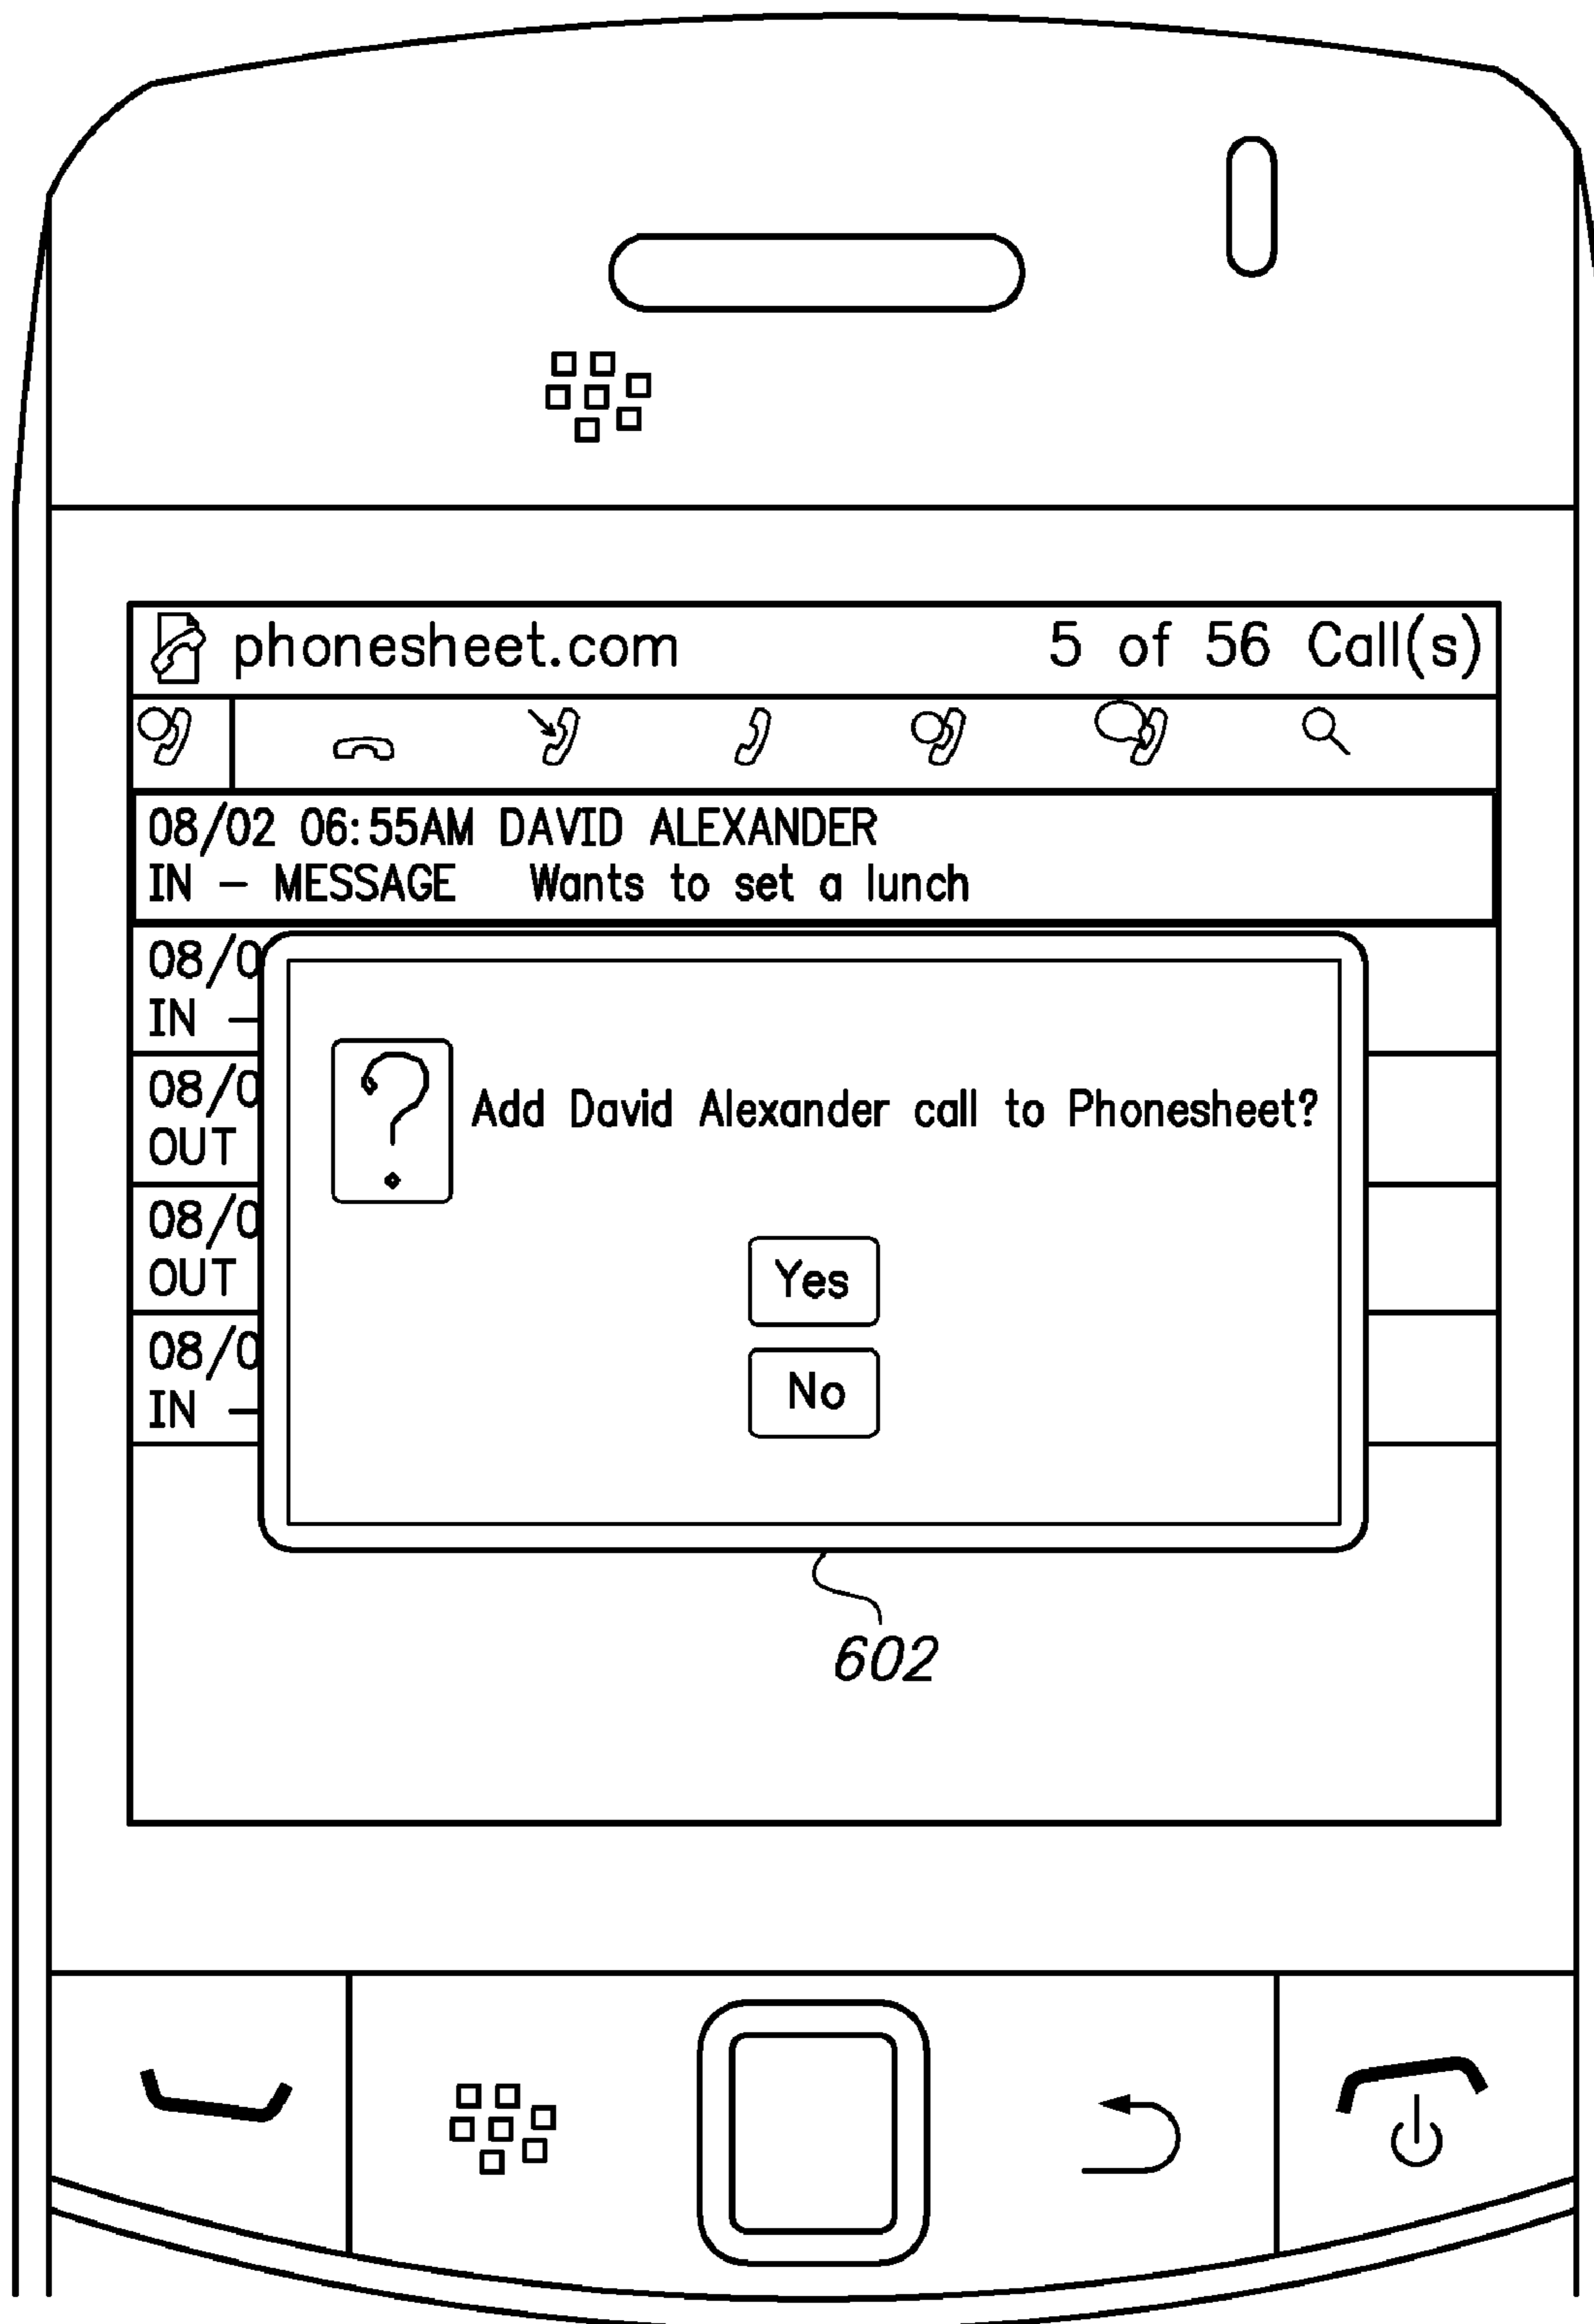 phonesheet.com 5 of 56 Call(s)
08/02 06:55AM DAVID ALEXANDER
IN - MESSAGE Wants to set a lunch
08/0
IN -
08/0
OUT
08/0
OUT
08/0
IN -
? Add David Alexander call to Phonesheet?
Yes
No
602